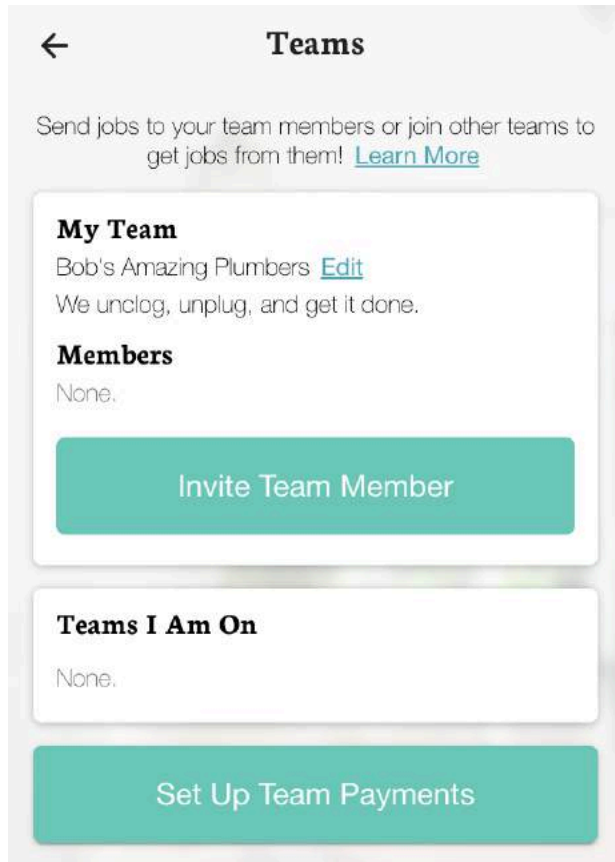 Teams
Send jobs to your team members or join other teams to
get jobs from them! Learn More
My Team
Bob's Amazing Plumbers Edit
We unclog, unplug, and get it done.
Members
None.
Invite Team Member
Teams I Am On
None.
Set Up Team Payments